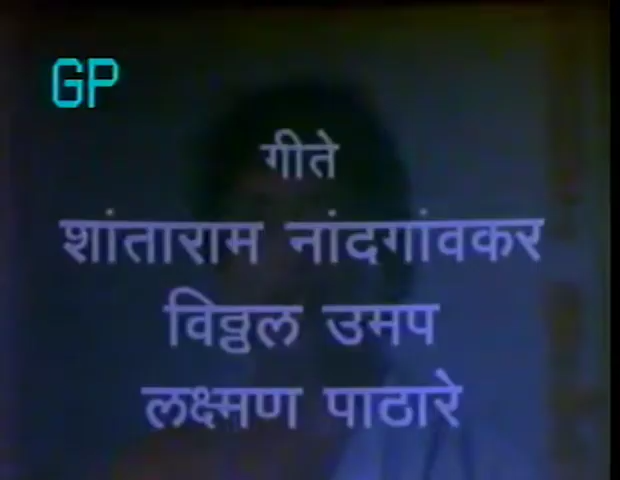 GP
गीते
शांताराम नांदगांवकर
विठ्ठल उमप
लक्ष्मण पाठारे